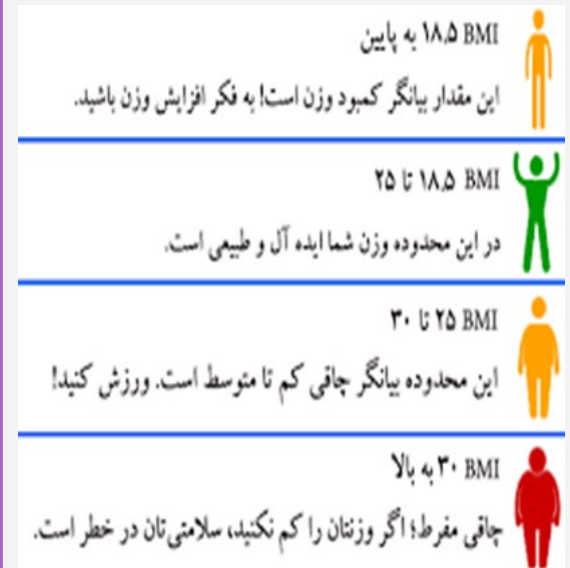 BMI ۱۸.۵ به پایین
این مقدار بیانگر کمبود وزن است! به فکر افزایش وزن باشید.
BMI ۱۸.۵ تا ۲۵
در این محدوده وزن شما ایده آل و طبیعی است.
BMI ۲۵ تا ۳۰
این محدوده بیانگر چاقی کم تا متوسط است. ورزش کنید!
BMI ۳۰ به بالا
چاقی مفرط؛ اگر وزنتان را کم نکنید، سلامتی‌تان در خطر است.